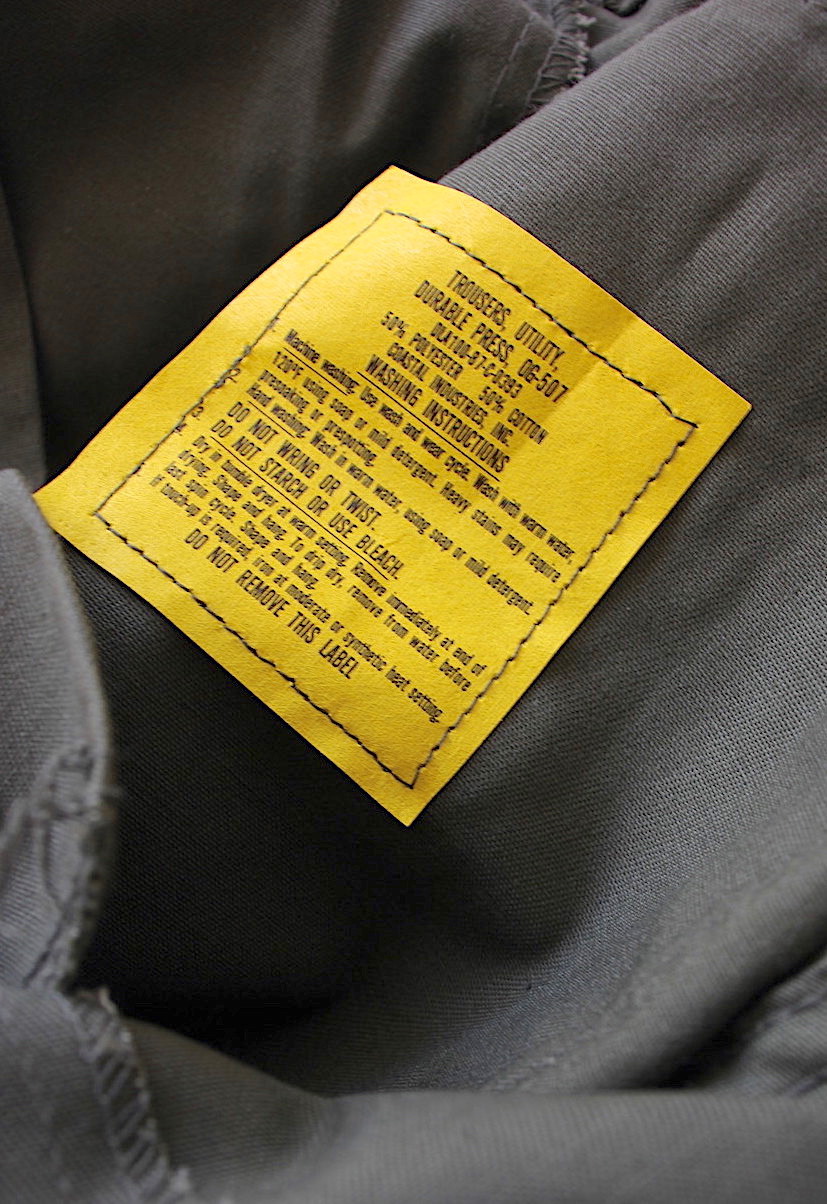 TROUSERS, UTILITY,
DURABLE PRESS, OG-507
50% POLYESTER 50% COTTON
COASTAL INDUSTRIES, INC.
WASHING INSTRUCTIONS
Machine washing. Use wash and wear cycle. Wash with warm water,
120°F using soap or mild detergent. Heavy stains may require
presoaking or prespotting.
2. Hand washing. Wash in warm water, using soap or mild detergent.
3. DO NOT WRING OR TWIST.
DO NOT STARCH OR USE BLEACH.
Dry in tumble dryer at warm setting. Remove immediately at end of
drying. Shape and hang. To drip dry, remove from water before
last spin cycle. Shape and hang.
If touch-up is required, iron at moderate or synthetic heat setting.
DO NOT REMOVE THIS LABEL